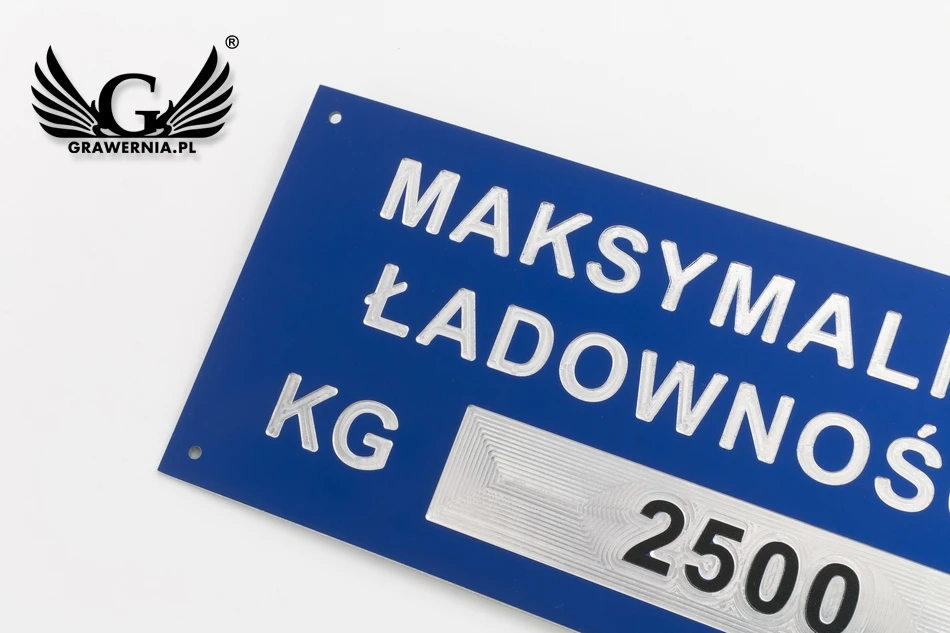 G
®
GRAWERNIA.PL
MAKSYMAL
ŁADOWNOŚ
KG
2500